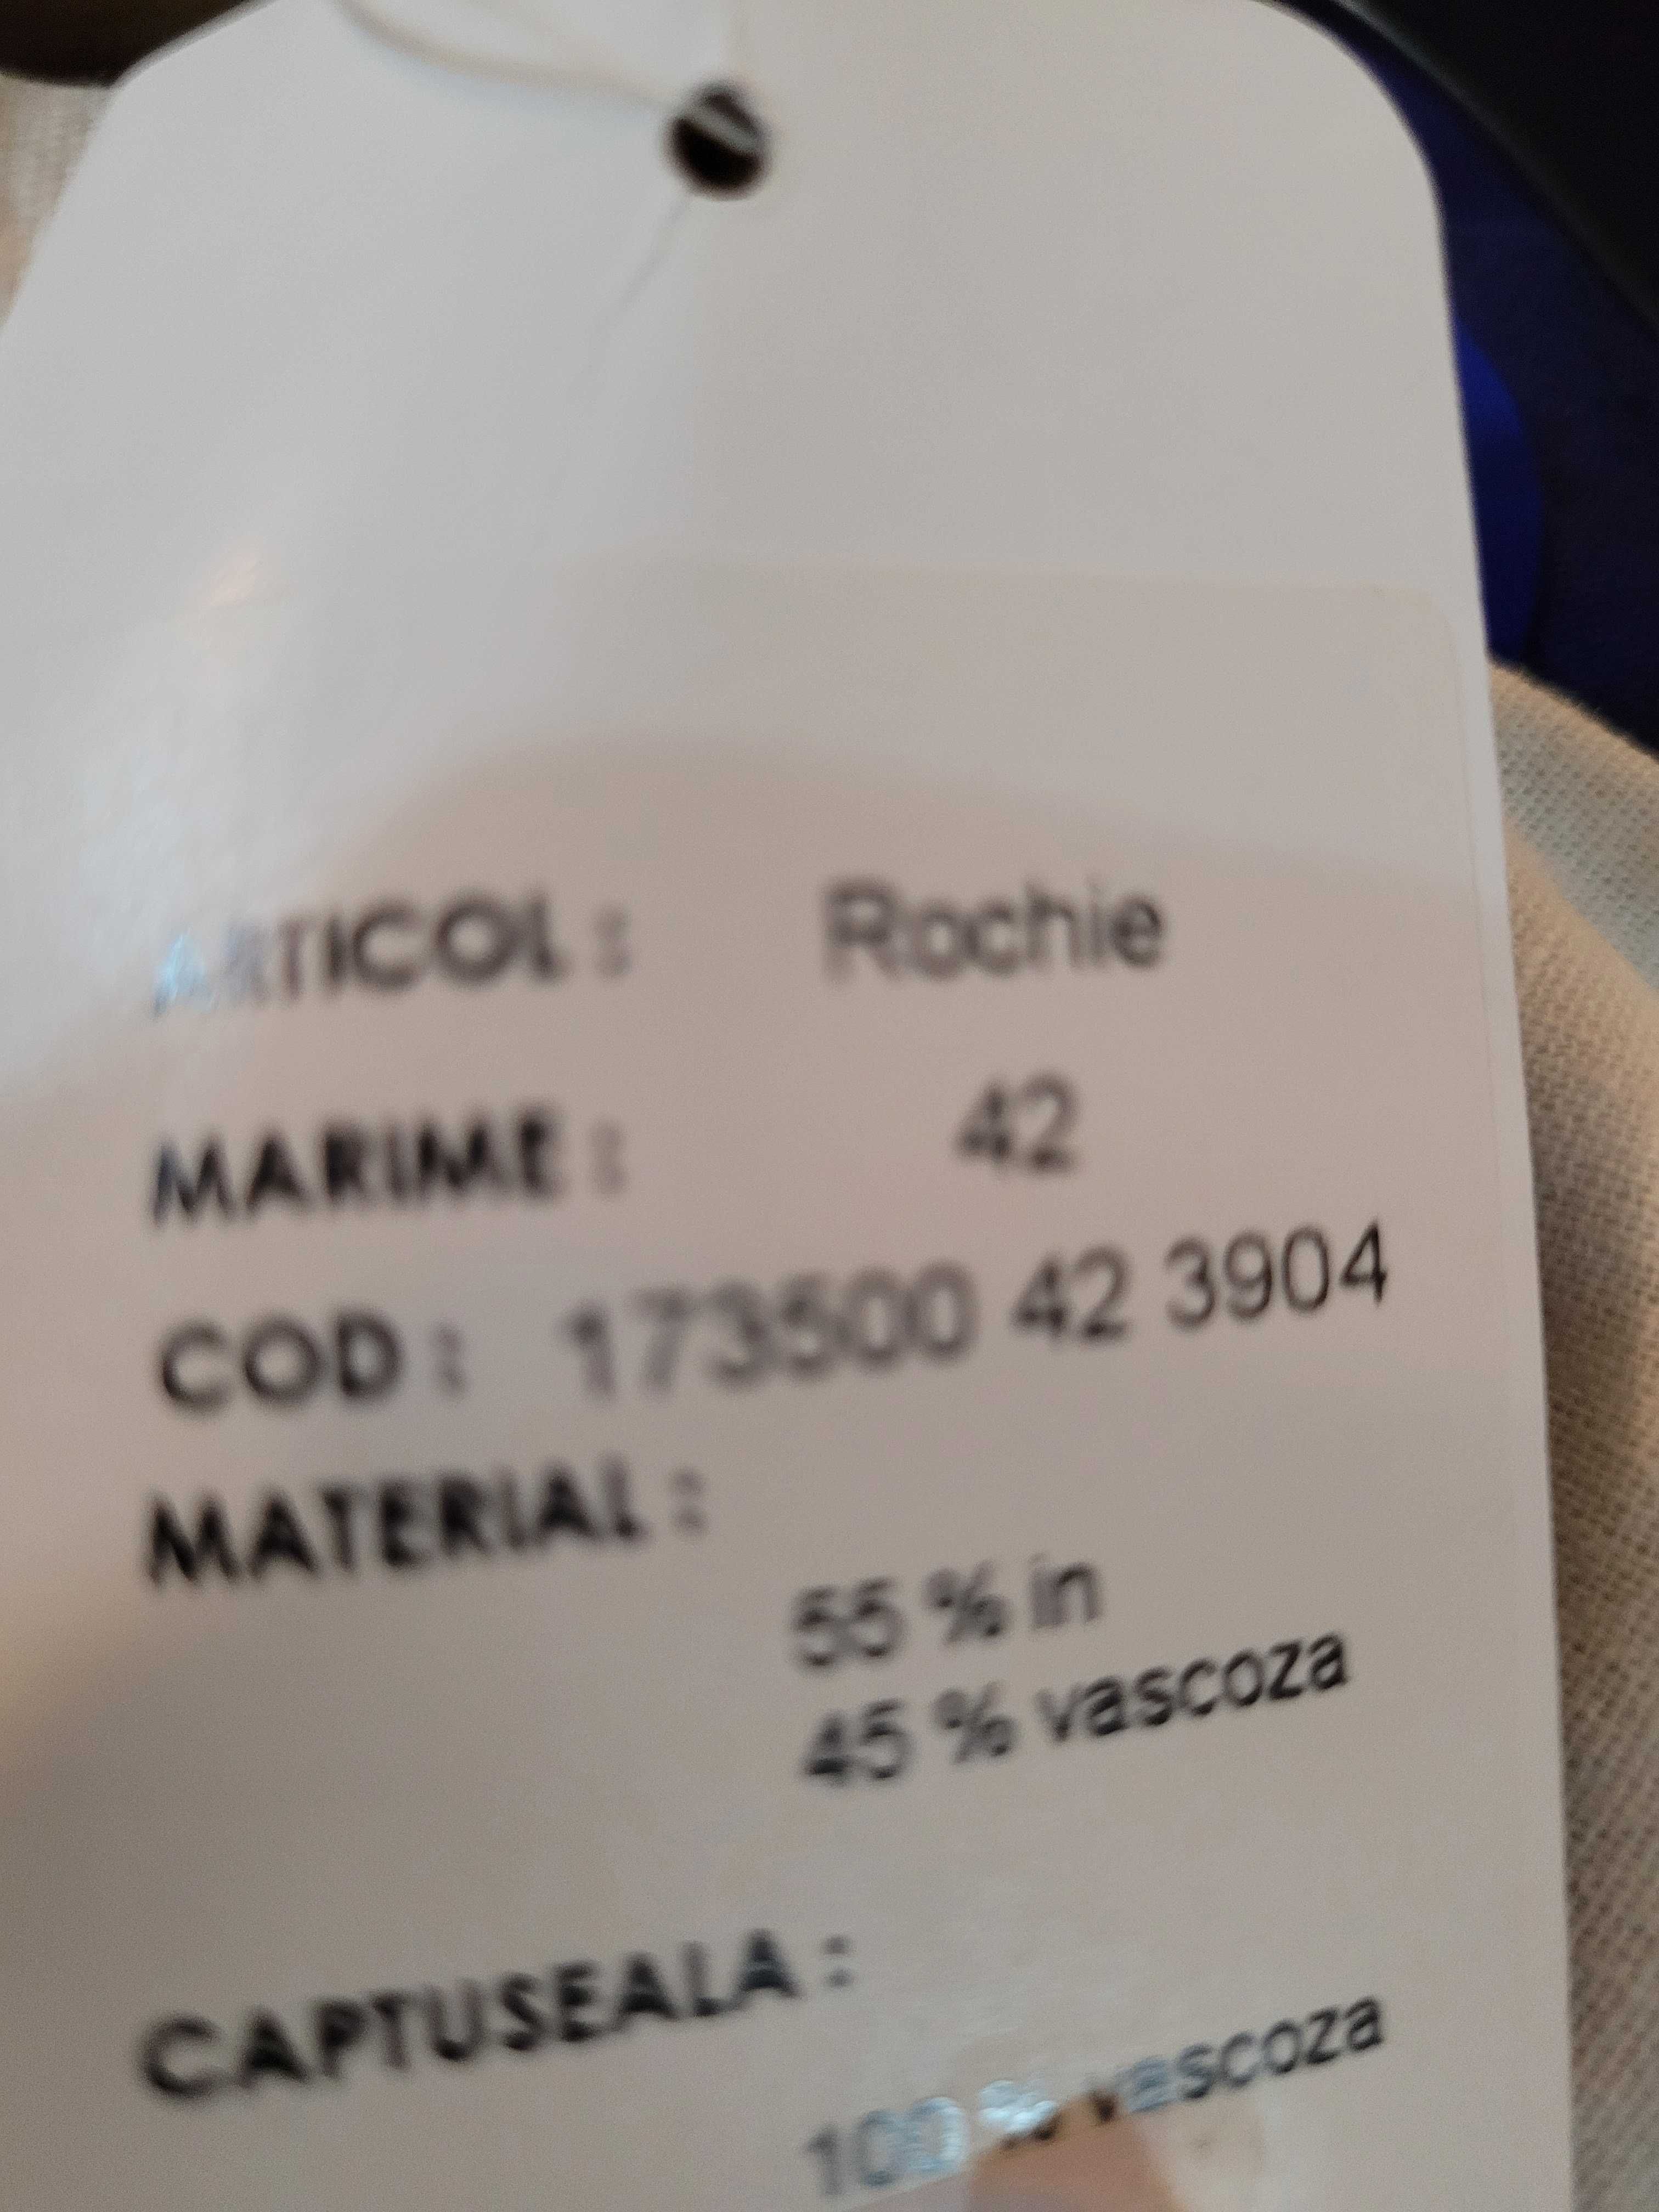 ARTICOL : Rochie
MARIME : 42
COD : 173500 42 3904
MATERIAL :
55 % in
45 % vascoza
CAPTUSEALA :
100 % vascoza